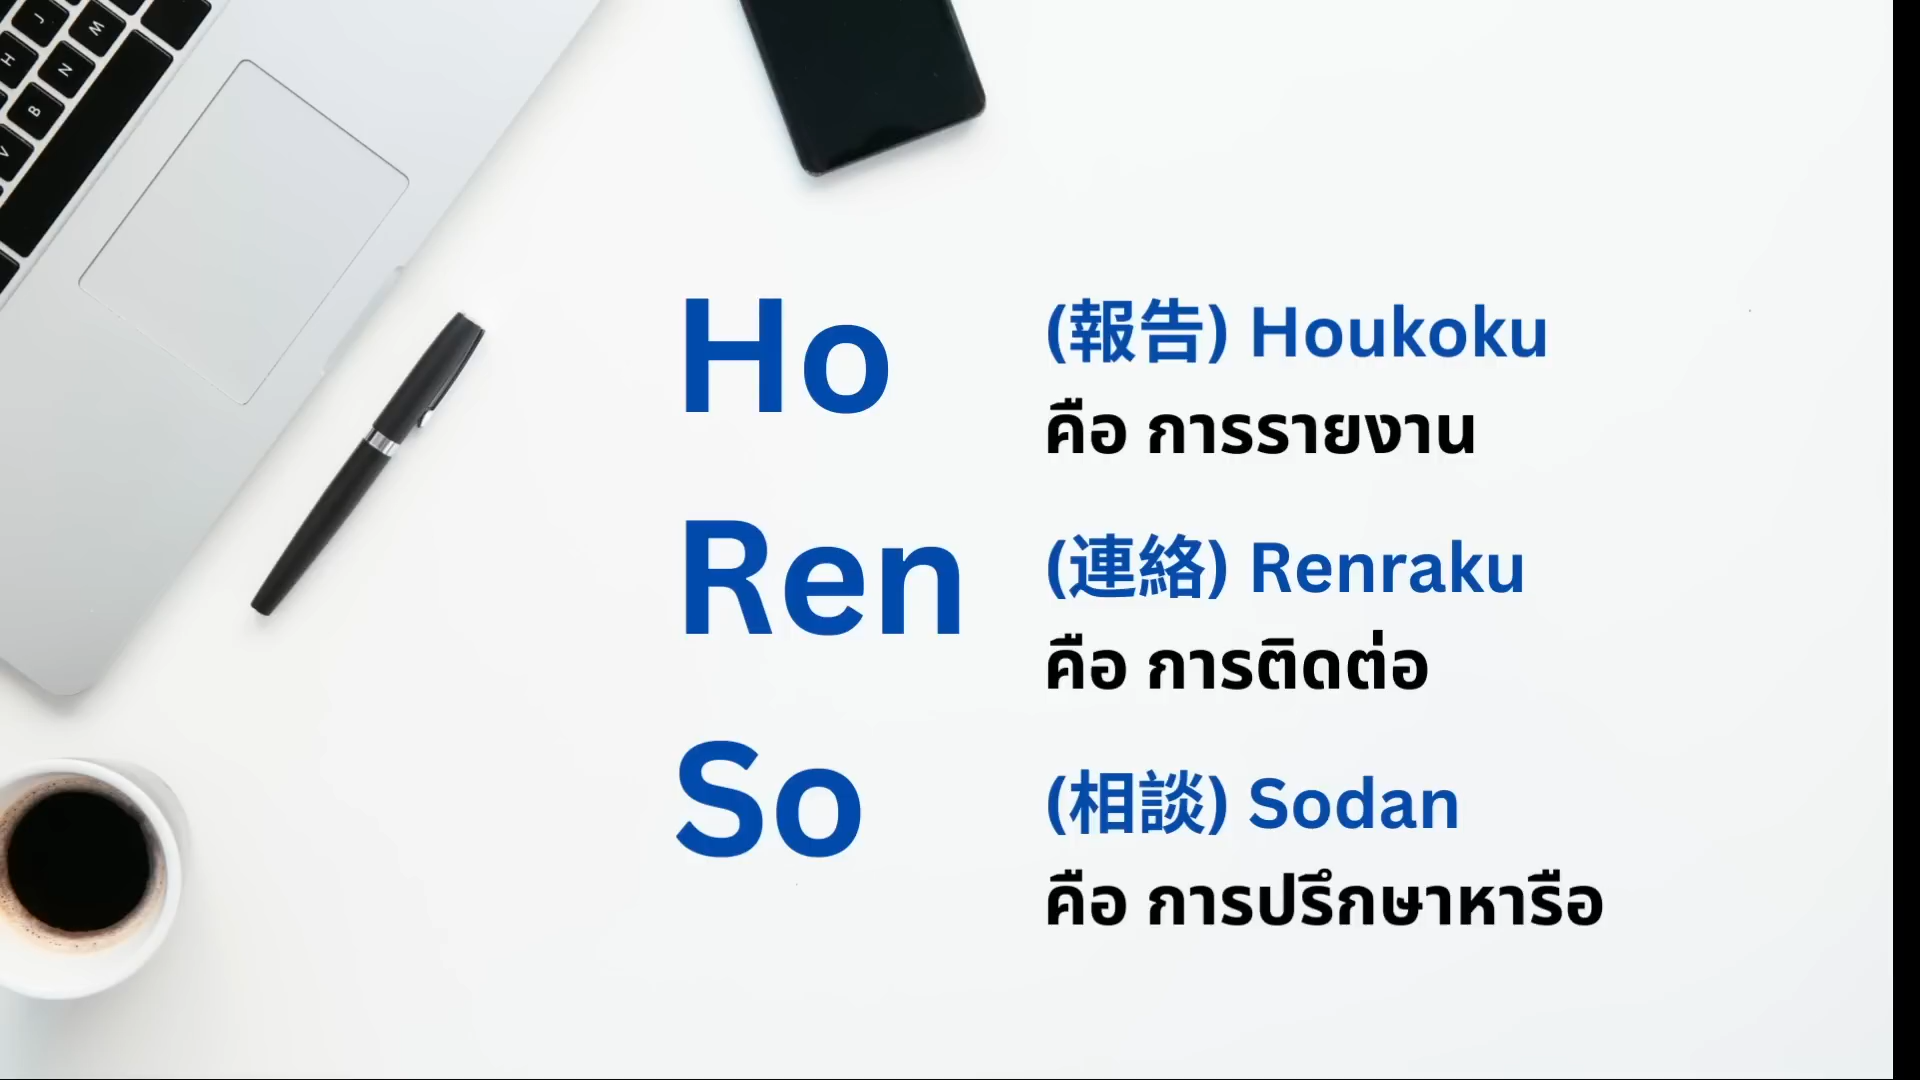 Ho
(報告) Houkoku
คือ การรายงาน
Ren
(連絡) Renraku
คือ การติดต่อ
So
(相談) Sodan
คือ การปรึกษาหารือ
J
W
H
N
B
V